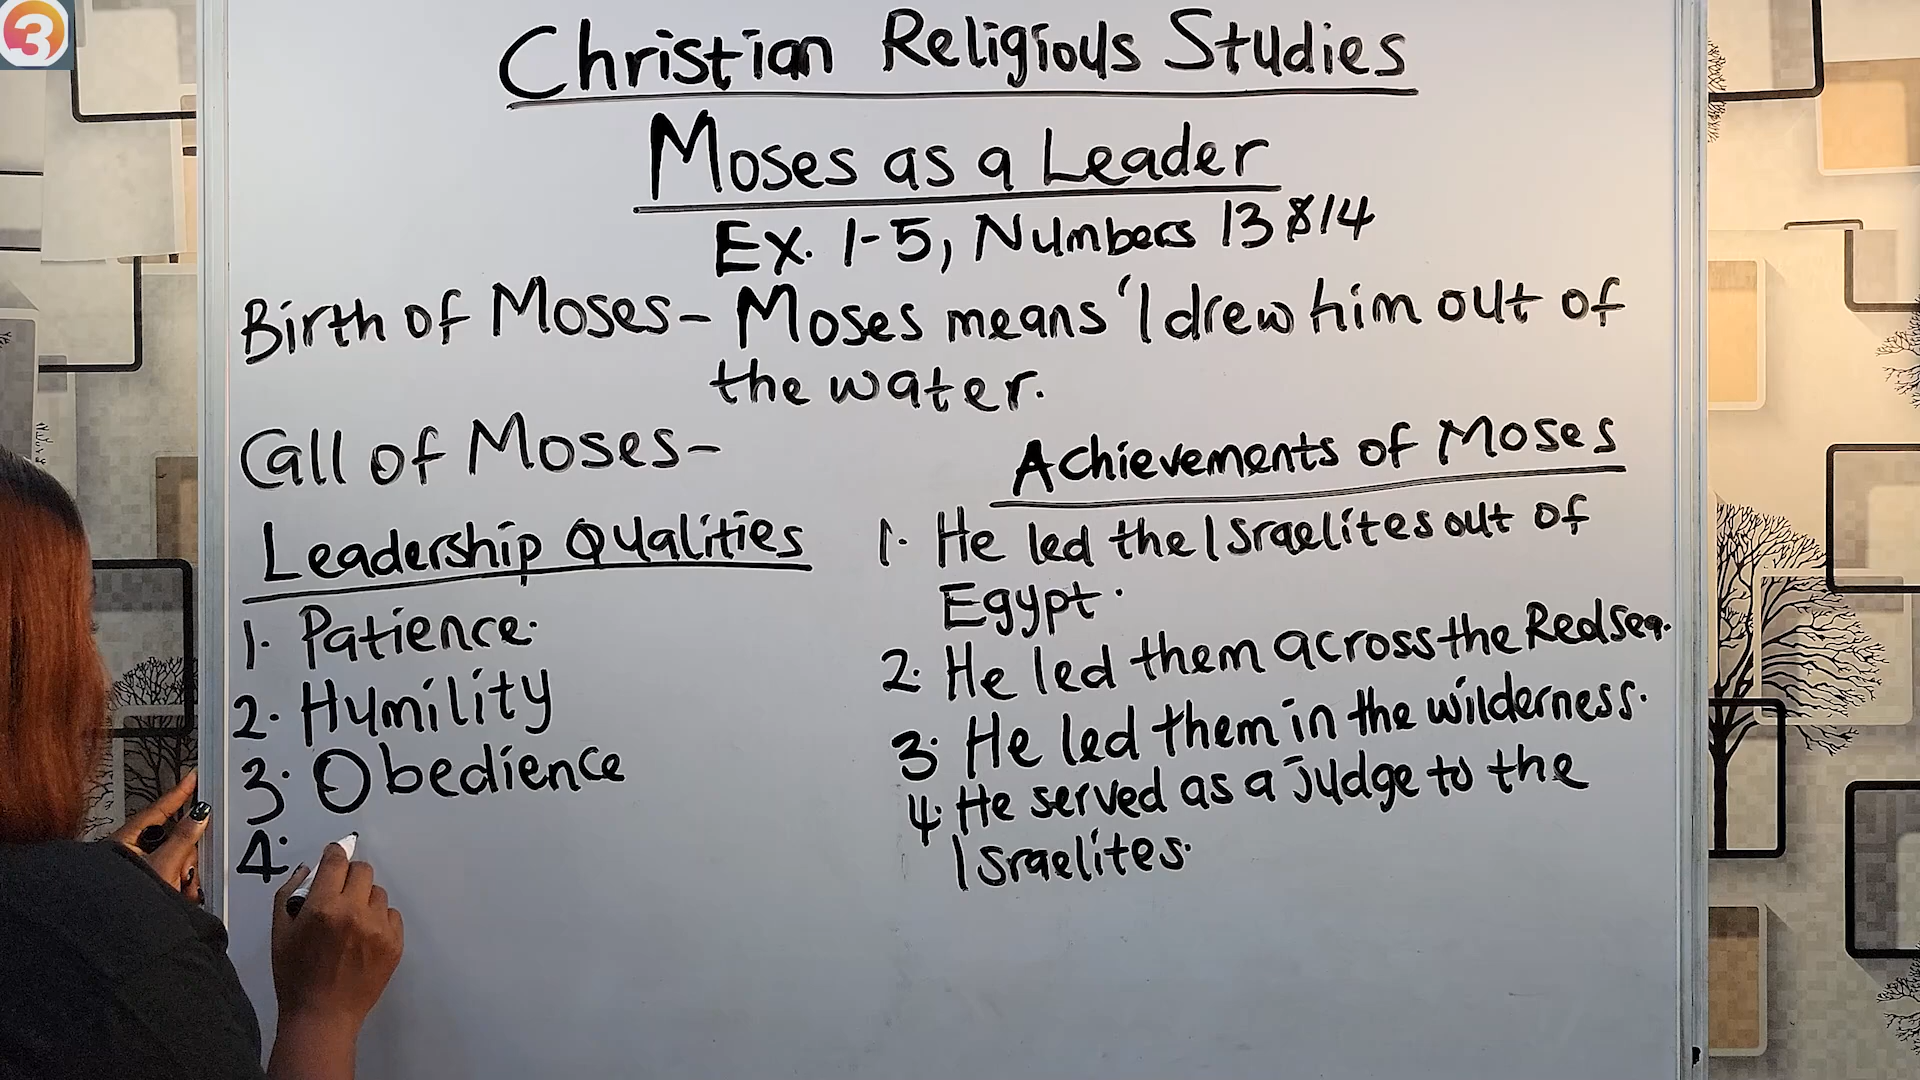 3
Christian Religious Studies
Moses as a Leader
Ex. 1-5, Numbers 13 & 14
Birth of Moses - Moses means 'I drew him out of
the water.
Call of Moses -
Leadership Qualities
1. Patience.
2. Humility
3. Obedience
4.
Achievements of Moses
1. He led the Israelites out of
Egypt.
2. He led them across the Red sea.
3. He led them in the wilderness.
4. He served as a judge to the
Israelites.